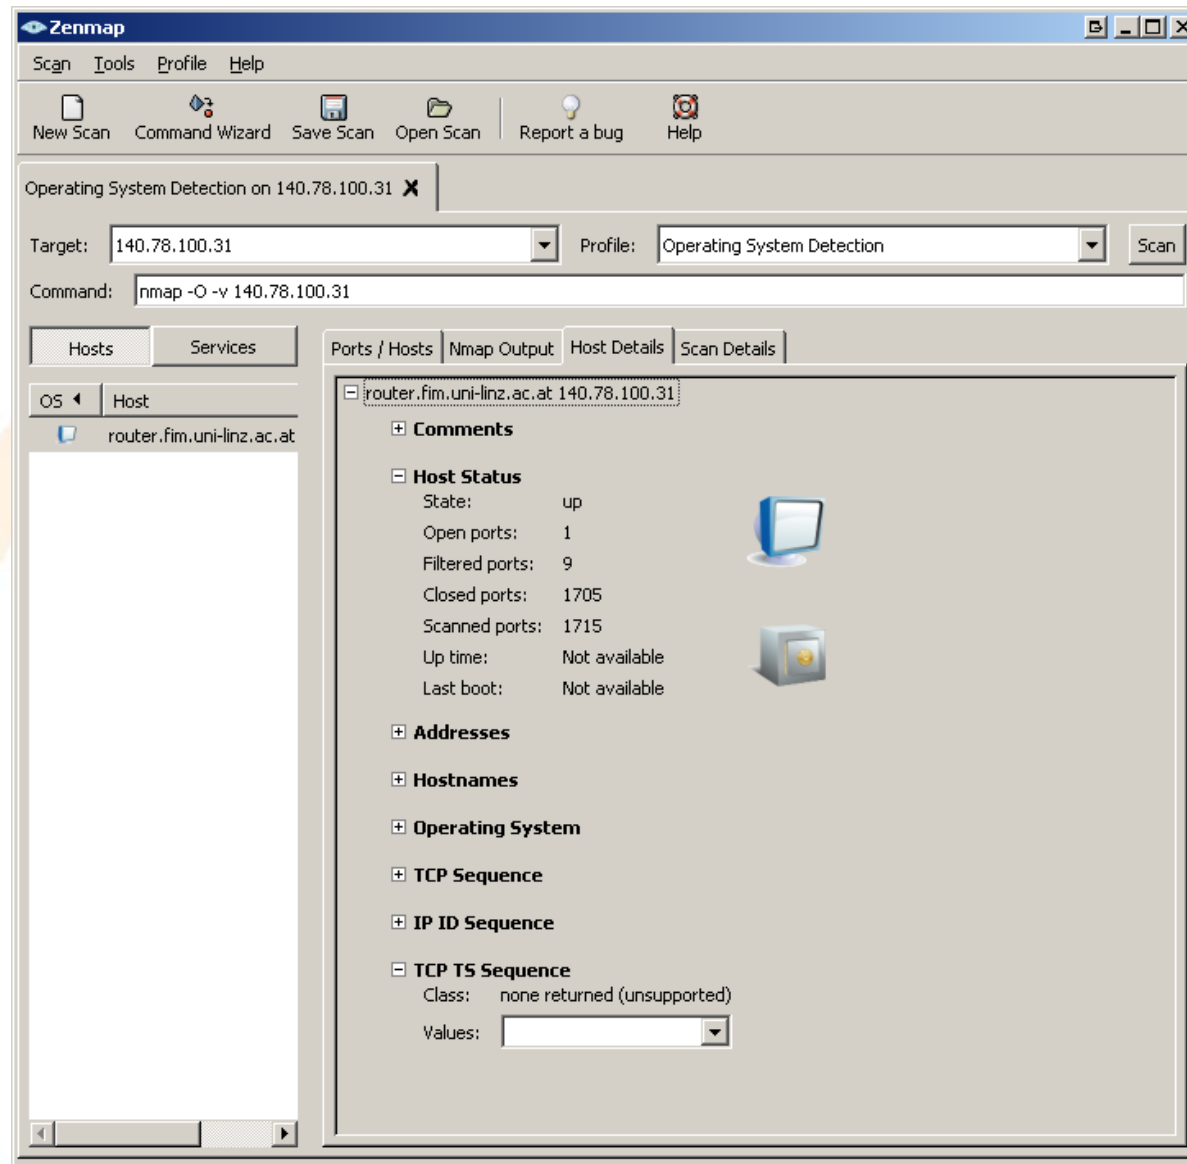 Zenmap
Scan Tools Profile Help
New Scan Command Wizard Save Scan Open Scan Report a bug Help
Operating System Detection on 140.78.100.31
Target: 140.78.100.31 Profile: Operating System Detection Scan
Command: nmap -O -v 140.78.100.31
Hosts Services
Ports / Hosts Nmap Output Host Details Scan Details
OS Host
router.fim.uni-linz.ac.at
router.fim.uni-linz.ac.at 140.78.100.31
Comments
Host Status
State: up
Open ports: 1
Filtered ports: 9
Closed ports: 1705
Scanned ports: 1715
Up time: Not available
Last boot: Not available
Addresses
Hostnames
Operating System
TCP Sequence
IP ID Sequence
TCP TS Sequence
Class: none returned (unsupported)
Values: